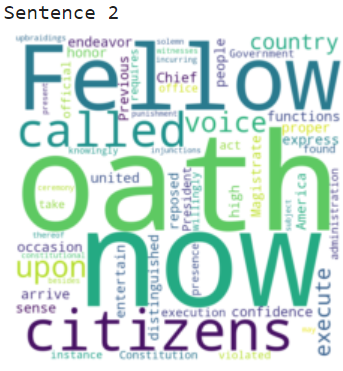 Sentence 2
upbraidings
solemn
witnesses
incurring
endeavor
honor
country
people
Government
Fellow
present
official
Previous
requires
Chief
office
punishment
called
voice
functions
proper
express
knowingly
injunctions
act
found
oath
ceremony
take
united
reposed
President
willingly
high
Magistrate
subject
America
administration
thereof
occasion
constitutional
upon
besides
now
entertain
distinguished
presence
arrive
sense
execution
confidence
execute
citizens
may
instance
Constitution
violated